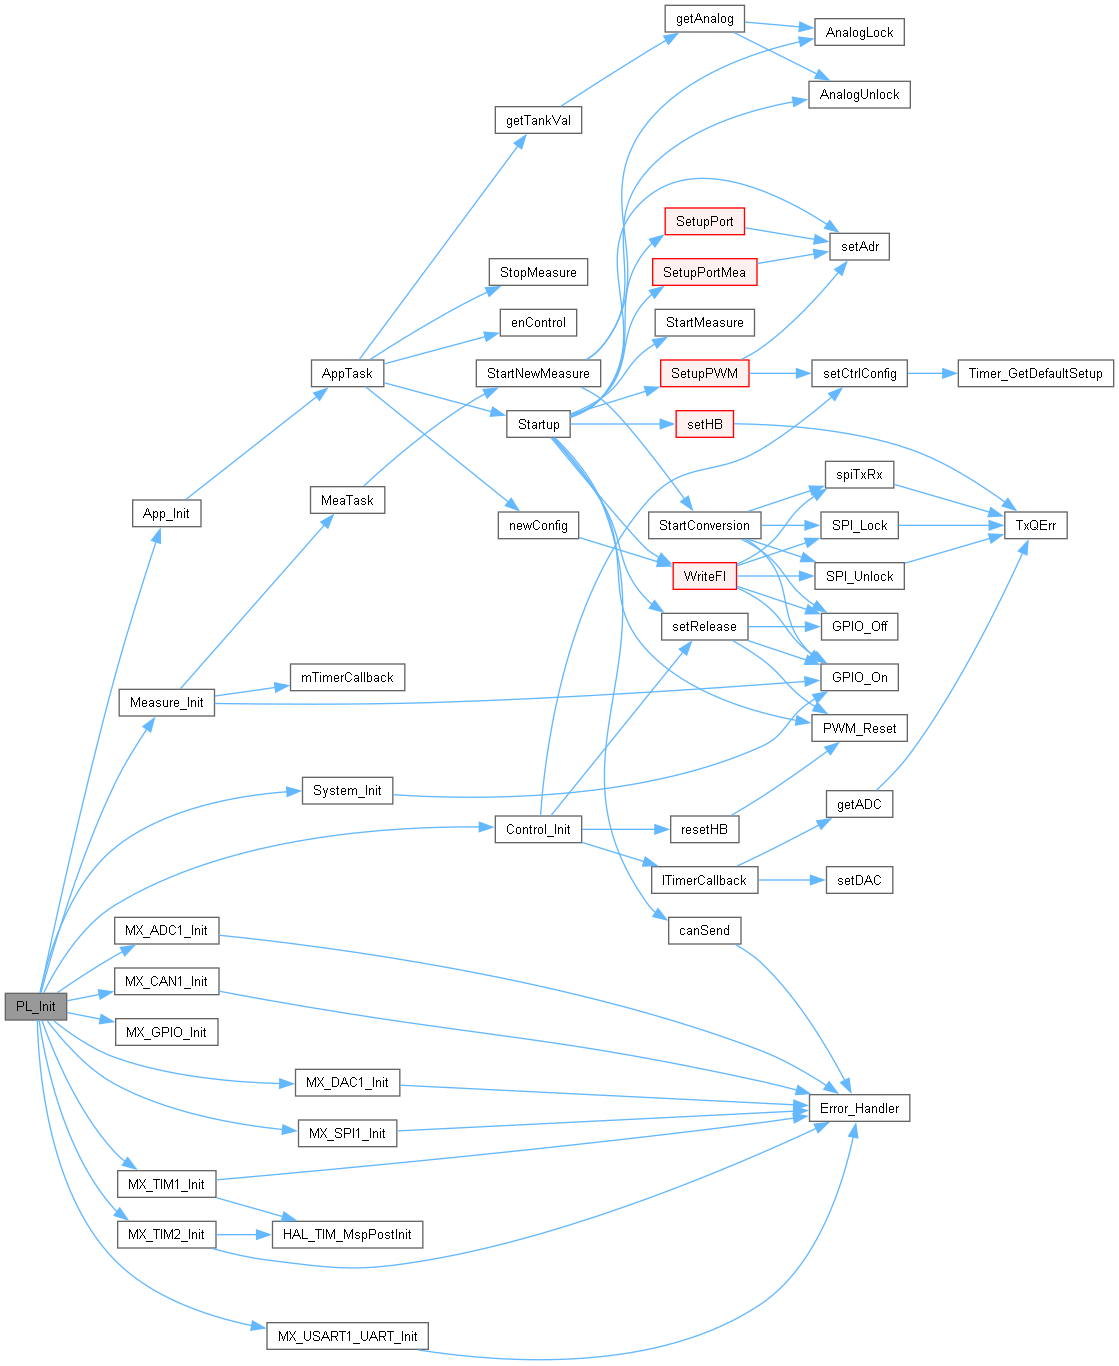 getAnalog
AnalogLock
AnalogUnlock
getTankVal
SetupPort
setAdr
StopMeasure
SetupPortMea
enControl
StartMeasure
AppTask
StartNewMeasure
SetupPWM
setCtrlConfig
Timer_GetDefaultSetup
Startup
setHB
spiTxRx
MeaTask
App_Init
newConfig
StartConversion
SPI_Lock
TxQErr
WriteFI
SPI_Unlock
setRelease
GPIO_Off
mTimerCallback
GPIO_On
Measure_Init
PWM_Reset
System_Init
getADC
Control_Init
resetHB
ITimerCallback
setDAC
MX_ADC1_Init
canSend
MX_CAN1_Init
PL_Init
MX_GPIO_Init
MX_DAC1_Init
Error_Handler
MX_SPI1_Init
MX_TIM1_Init
MX_TIM2_Init
HAL_TIM_MspPostInit
MX_USART1_UART_Init